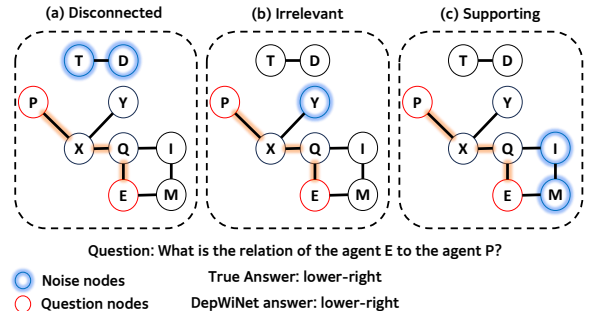 (a) Disconnected (b) Irrelevant (c) Supporting
T D T D T D
P Y P Y P Y
X Q I X Q I X Q I
E M E M E M
Question: What is the relation of the agent E to the agent P?
Noise nodes True Answer: lower-right
Question nodes DepWiNet answer: lower-right